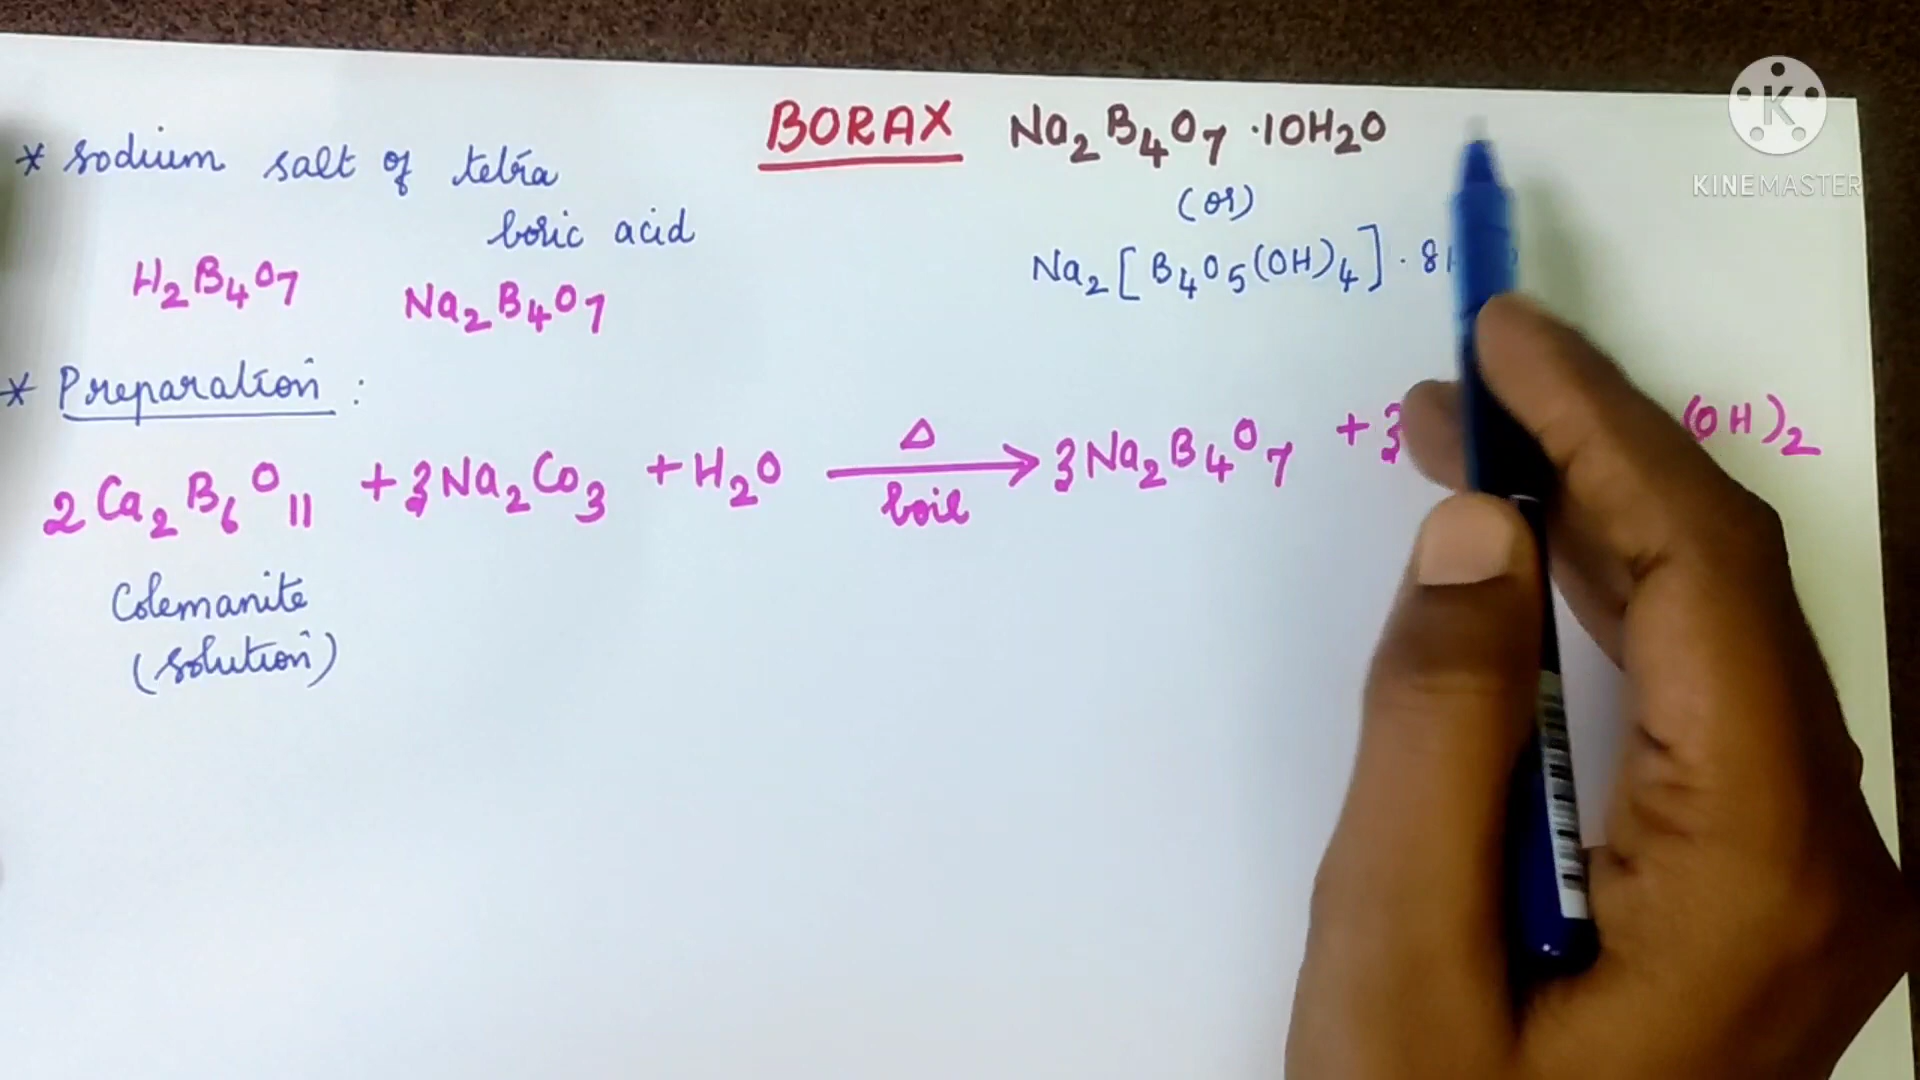 BORAX Na2B4O7 ·10H2O
* sodium salt of tetra
boric acid
(or)
H2B4O7 Na2B4O7
Na2[B4O5(OH)4]·8H
* Preparation :
2Ca2B6O11 +3Na2CO3 +H2O Δ boil → 3Na2B4O7 +3 (OH)2
Colemanite
(solution)
K
KINEMASTER